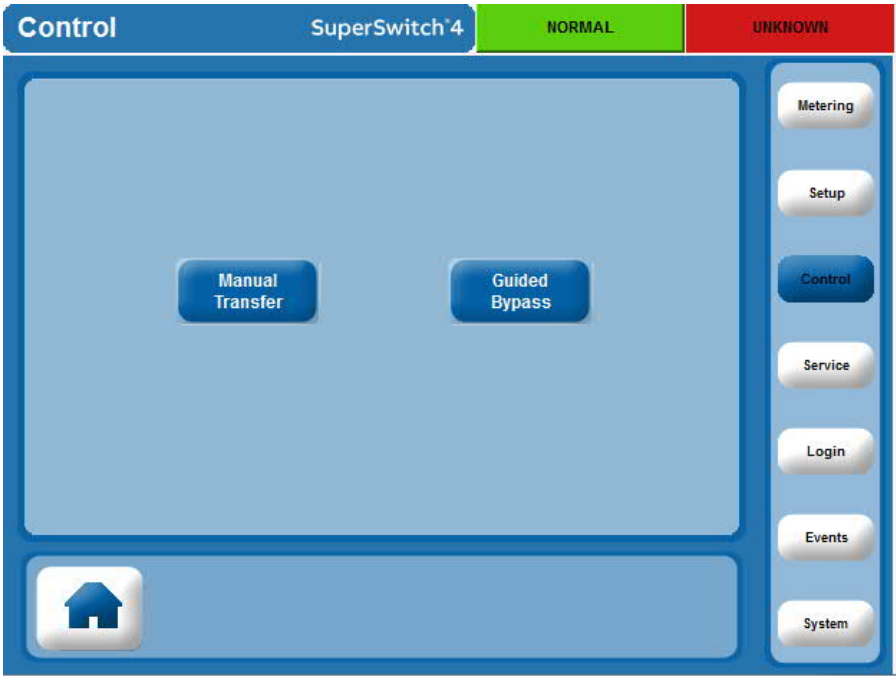 Control
SuperSwitch®4
NORMAL
UNKNOWN
Metering
Setup
Manual
Transfer
Guided
Bypass
Control
Service
Login
Events
System